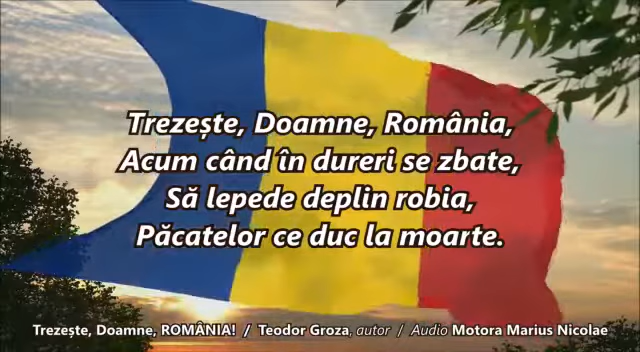 Trezește, Doamne, România,
Acum când în dureri se zbate,
Să lepede deplin robia,
Păcatelor ce duc la moarte.
Trezește, Doamne, ROMÂNIA! / Teodor Groza, autor / Audio Motora Marius Nicolae